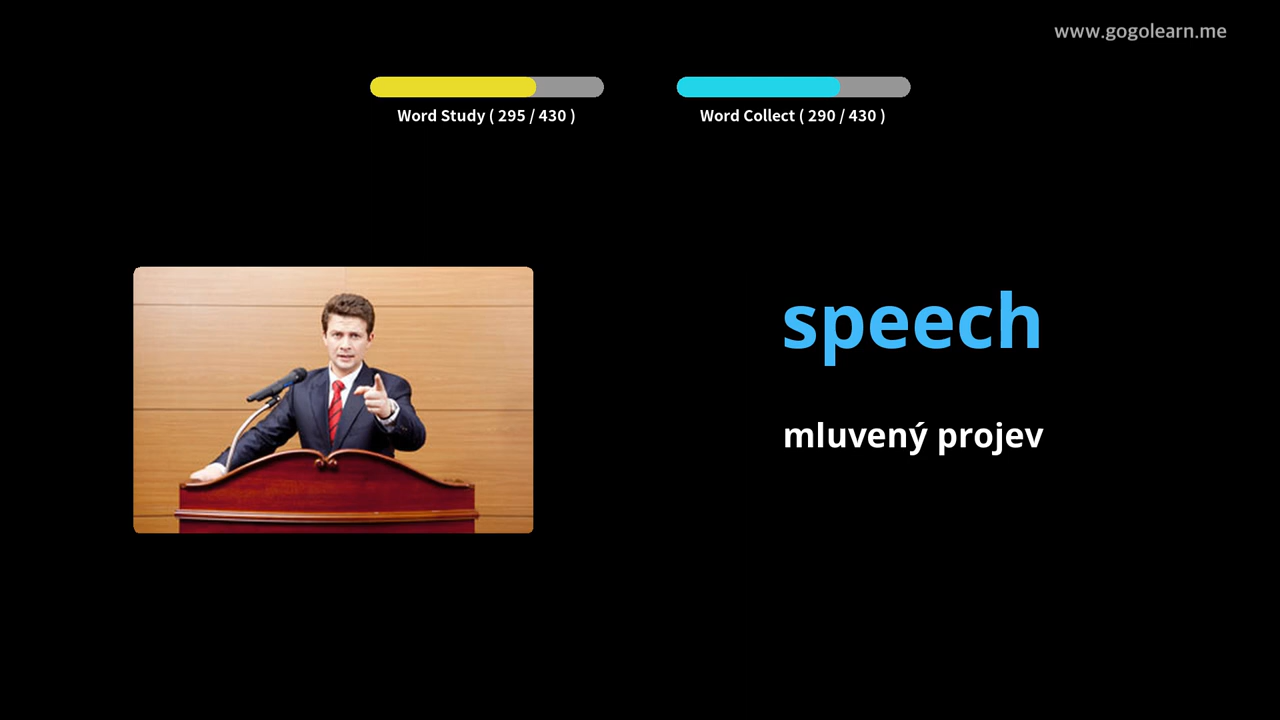 www.gogolearn.me
Word Study ( 295 / 430 )
Word Collect ( 290 / 430 )
speech
mluvený projev